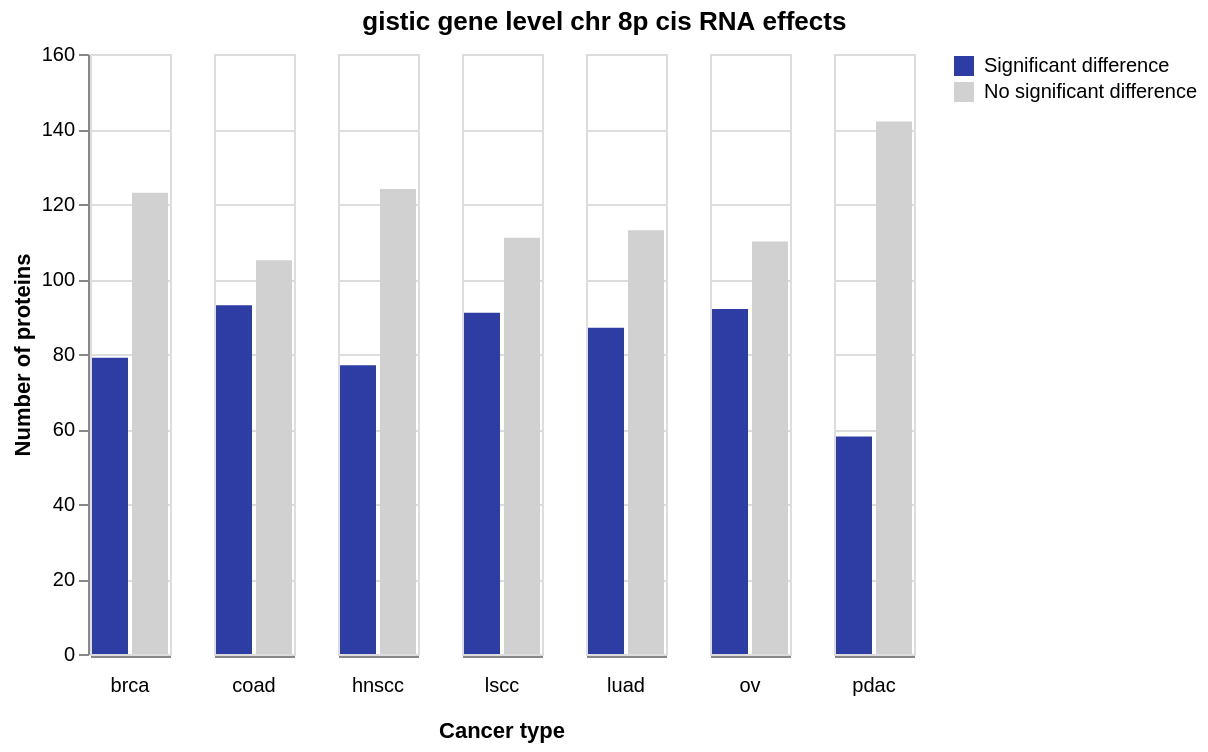 gistic gene level chr 8p cis RNA effects
Significant difference
No significant difference
Number of proteins
160
140
120
100
80
60
40
20
0
brca coad hnscc lscc luad ov pdac
Cancer type